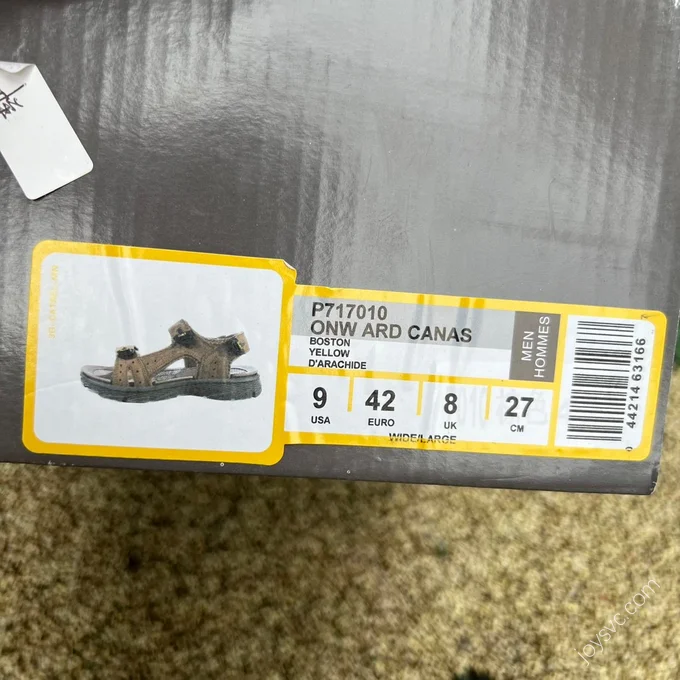 P717010
ONW ARD CANAS
BOSTON
YELLOW
D'ARACHIDE
MEN
HOMMES
9 42 8 27
USA EURO UK CM
WIDE/LARGE
44214 63166
joysvc.com